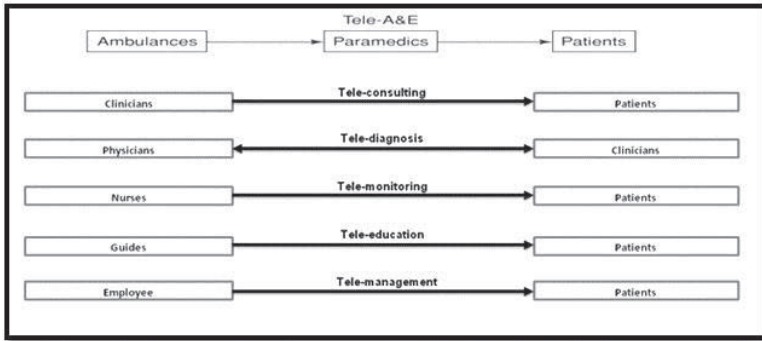 Tele-A&E
Ambulances Paramedics Patients
Tele-consulting
Clinicians Patients
Tele-diagnosis
Physicians Clinicians
Tele-monitoring
Nurses Patients
Tele-education
Guides Patients
Tele-management
Employee Patients